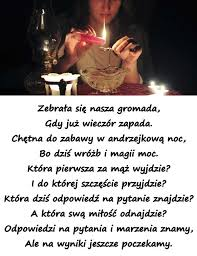 Zebrała się nasza gromada,
Gdy już wieczór zapada.
Chętna do zabawy w andrzejkową noc,
Bo dziś wróżb i magii moc.
Która pierwsza za mąż wyjdzie?
I do której szczęście przyjdzie?
Która dziś odpowiedź na pytanie znajdzie?
A która swą miłość odnajdzie?
Odpowiedzi na pytania i marzenia znamy,
Ale na wyniki jeszcze poczekamy.